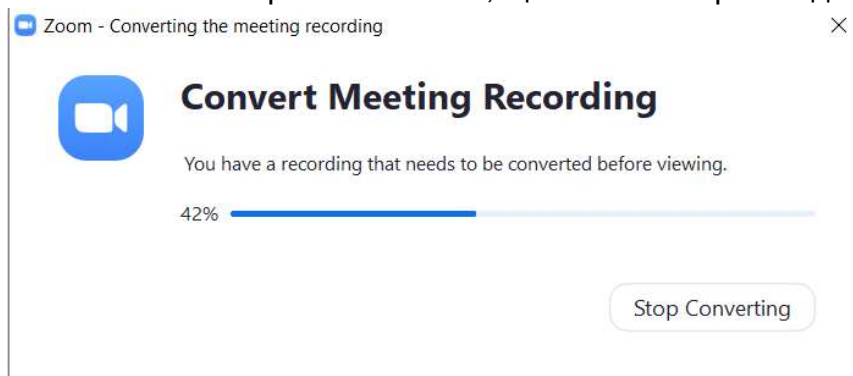 Zoom - Converting the meeting recording
Convert Meeting Recording
You have a recording that needs to be converted before viewing.
42%
Stop Converting